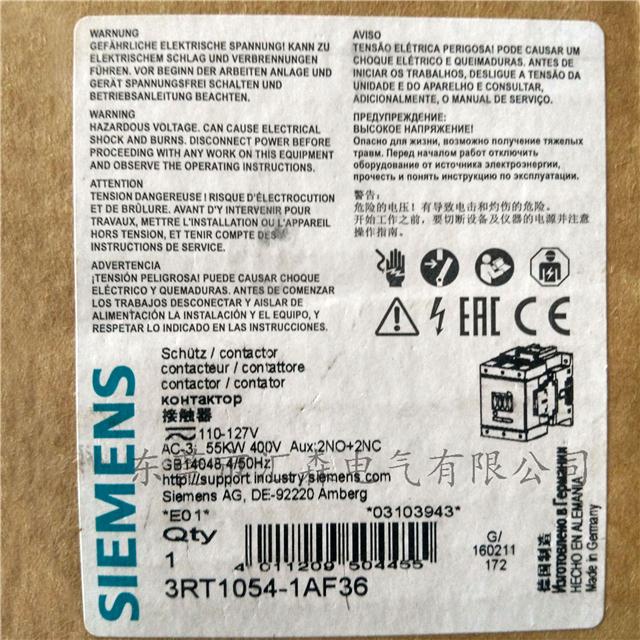 WARNUNG
GEFÄHRLICHE ELEKTRISCHE SPANNUNG! KANN ZU
ELEKTRISCHEM SCHLAG UND VERBRENNUNGEN
FÜHREN. VOR BEGINN DER ARBEITEN ANLAGE UND
GERÄT SPANNUNGSFREI SCHALTEN UND
BETRIEBSANLEITUNG BEACHTEN.
WARNING
HAZARDOUS VOLTAGE. CAN CAUSE ELECTRICAL
SHOCK AND BURNS. DISCONNECT POWER BEFORE
PROCEEDING WITH ANY WORK ON THIS EQUIPMENT
AND OBSERVE THE OPERATING INSTRUCTIONS.
ATTENTION
TENSION DANGEREUSE ! RISQUE D'ÉLECTROCUTION
ET DE BRÛLURE. AVANT D'Y INTERVENIR POUR
TRAVAUX, METTRE L'INSTALLATION OU L'APPAREIL
HORS TENSION, ET TENIR COMPTE DES
INSTRUCTIONS DE SERVICE.
ADVERTENCIA
¡TENSIÓN PELIGROSA! PUEDE CAUSAR CHOQUE
ELÉCTRICO Y QUEMADURAS. ANTES DE COMENZAR
LOS TRABAJOS DESCONECTAR Y AISLAR DE
ALIMENTACIÓN LA INSTALACIÓN Y EL EQUIPO, Y
RESPETAR LO INDICADO EN LAS INSTRUCCIONES.
AVISO
TENSÃO ELÉTRICA PERIGOSA! PODE CAUSAR UM
CHOQUE ELÉTRICO E QUEIMADURAS. ANTES DE
INICIAR OS TRABALHOS, DESLIGUE A TENSÃO DA
UNIDADE E DO APARELHO E CONSULTAR,
ADICIONALMENTE, O MANUAL DE SERVIÇO.
ПРЕДУПРЕЖДЕНИЕ:
ВЫСОКОЕ НАПРЯЖЕНИЕ!
Опасно для жизни, возможно получение тяжелых
травм. Перед началом работ отключить
оборудование от источника электроэнергии,
прочесть и понять инструкцию по эксплуатации.
警告:
危险的电压!有导致电击和灼伤的危险。
开始工作之前,要切断设备及仪器的电源并注意
操作指南。
EAC CE
SIEMENS
Schütz / contactor
contacteur / contattore
contactor / contator
контактор
接触器
110-127V
AC-3; 55KW 400V Aux:2NO+2NC
GB14048.4/50Hz
http://support.industry.siemens.com
Siemens AG, DE-92220 Amberg
*E01* *03103943*
Qty
1
4 011209 504455
3RT1054-1AF36
G/
160211
172
德国制造
Изготовлено в Германии
HECHO EN ALEMANIA
Made in Germany
森电气有限公司